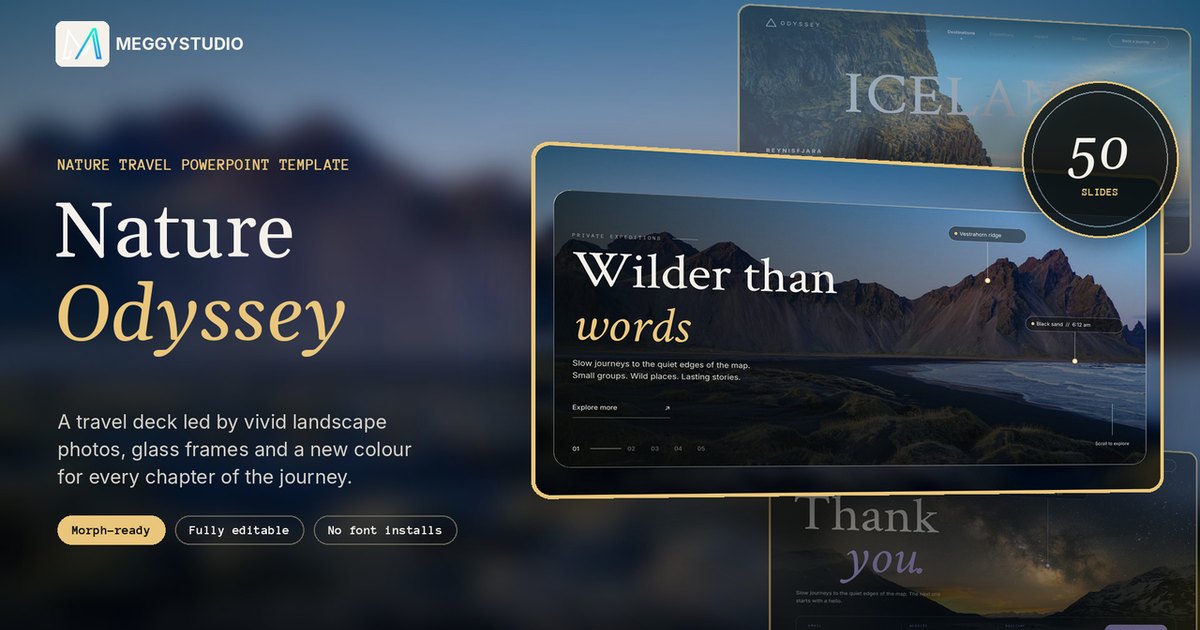 MEGGYSTUDIO
NATURE TRAVEL POWERPOINT TEMPLATE
Nature
Odyssey
A travel deck led by vivid landscape
photos, glass frames and a new colour
for every chapter of the journey.
Morph-ready
Fully editable
No font installs
ODYSSEY
Destinations
ICELAN
REYNISFJARA
50
SLIDES
PRIVATE EXPEDITIONS
Vestrahorn ridge
Wilder than
words
Black sand // 6:12 am
Slow journeys to the quiet edges of the map.
Small groups. Wild places. Lasting stories.
Explore more
01 02 03 04 05
Scroll to explore
Thank
you.
Slow journeys to the quiet edges of the map. The next one
starts with a hello.